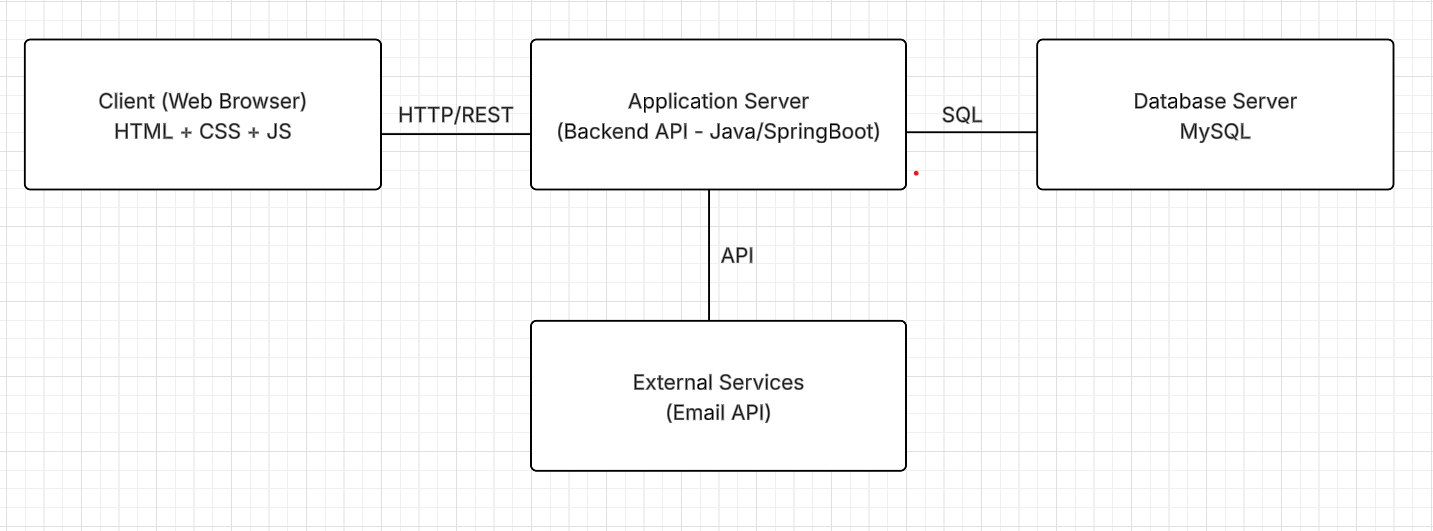 Client (Web Browser)
HTML + CSS + JS
HTTP/REST
Application Server
(Backend API - Java/SpringBoot)
SQL
Database Server
MySQL
API
External Services
(Email API)